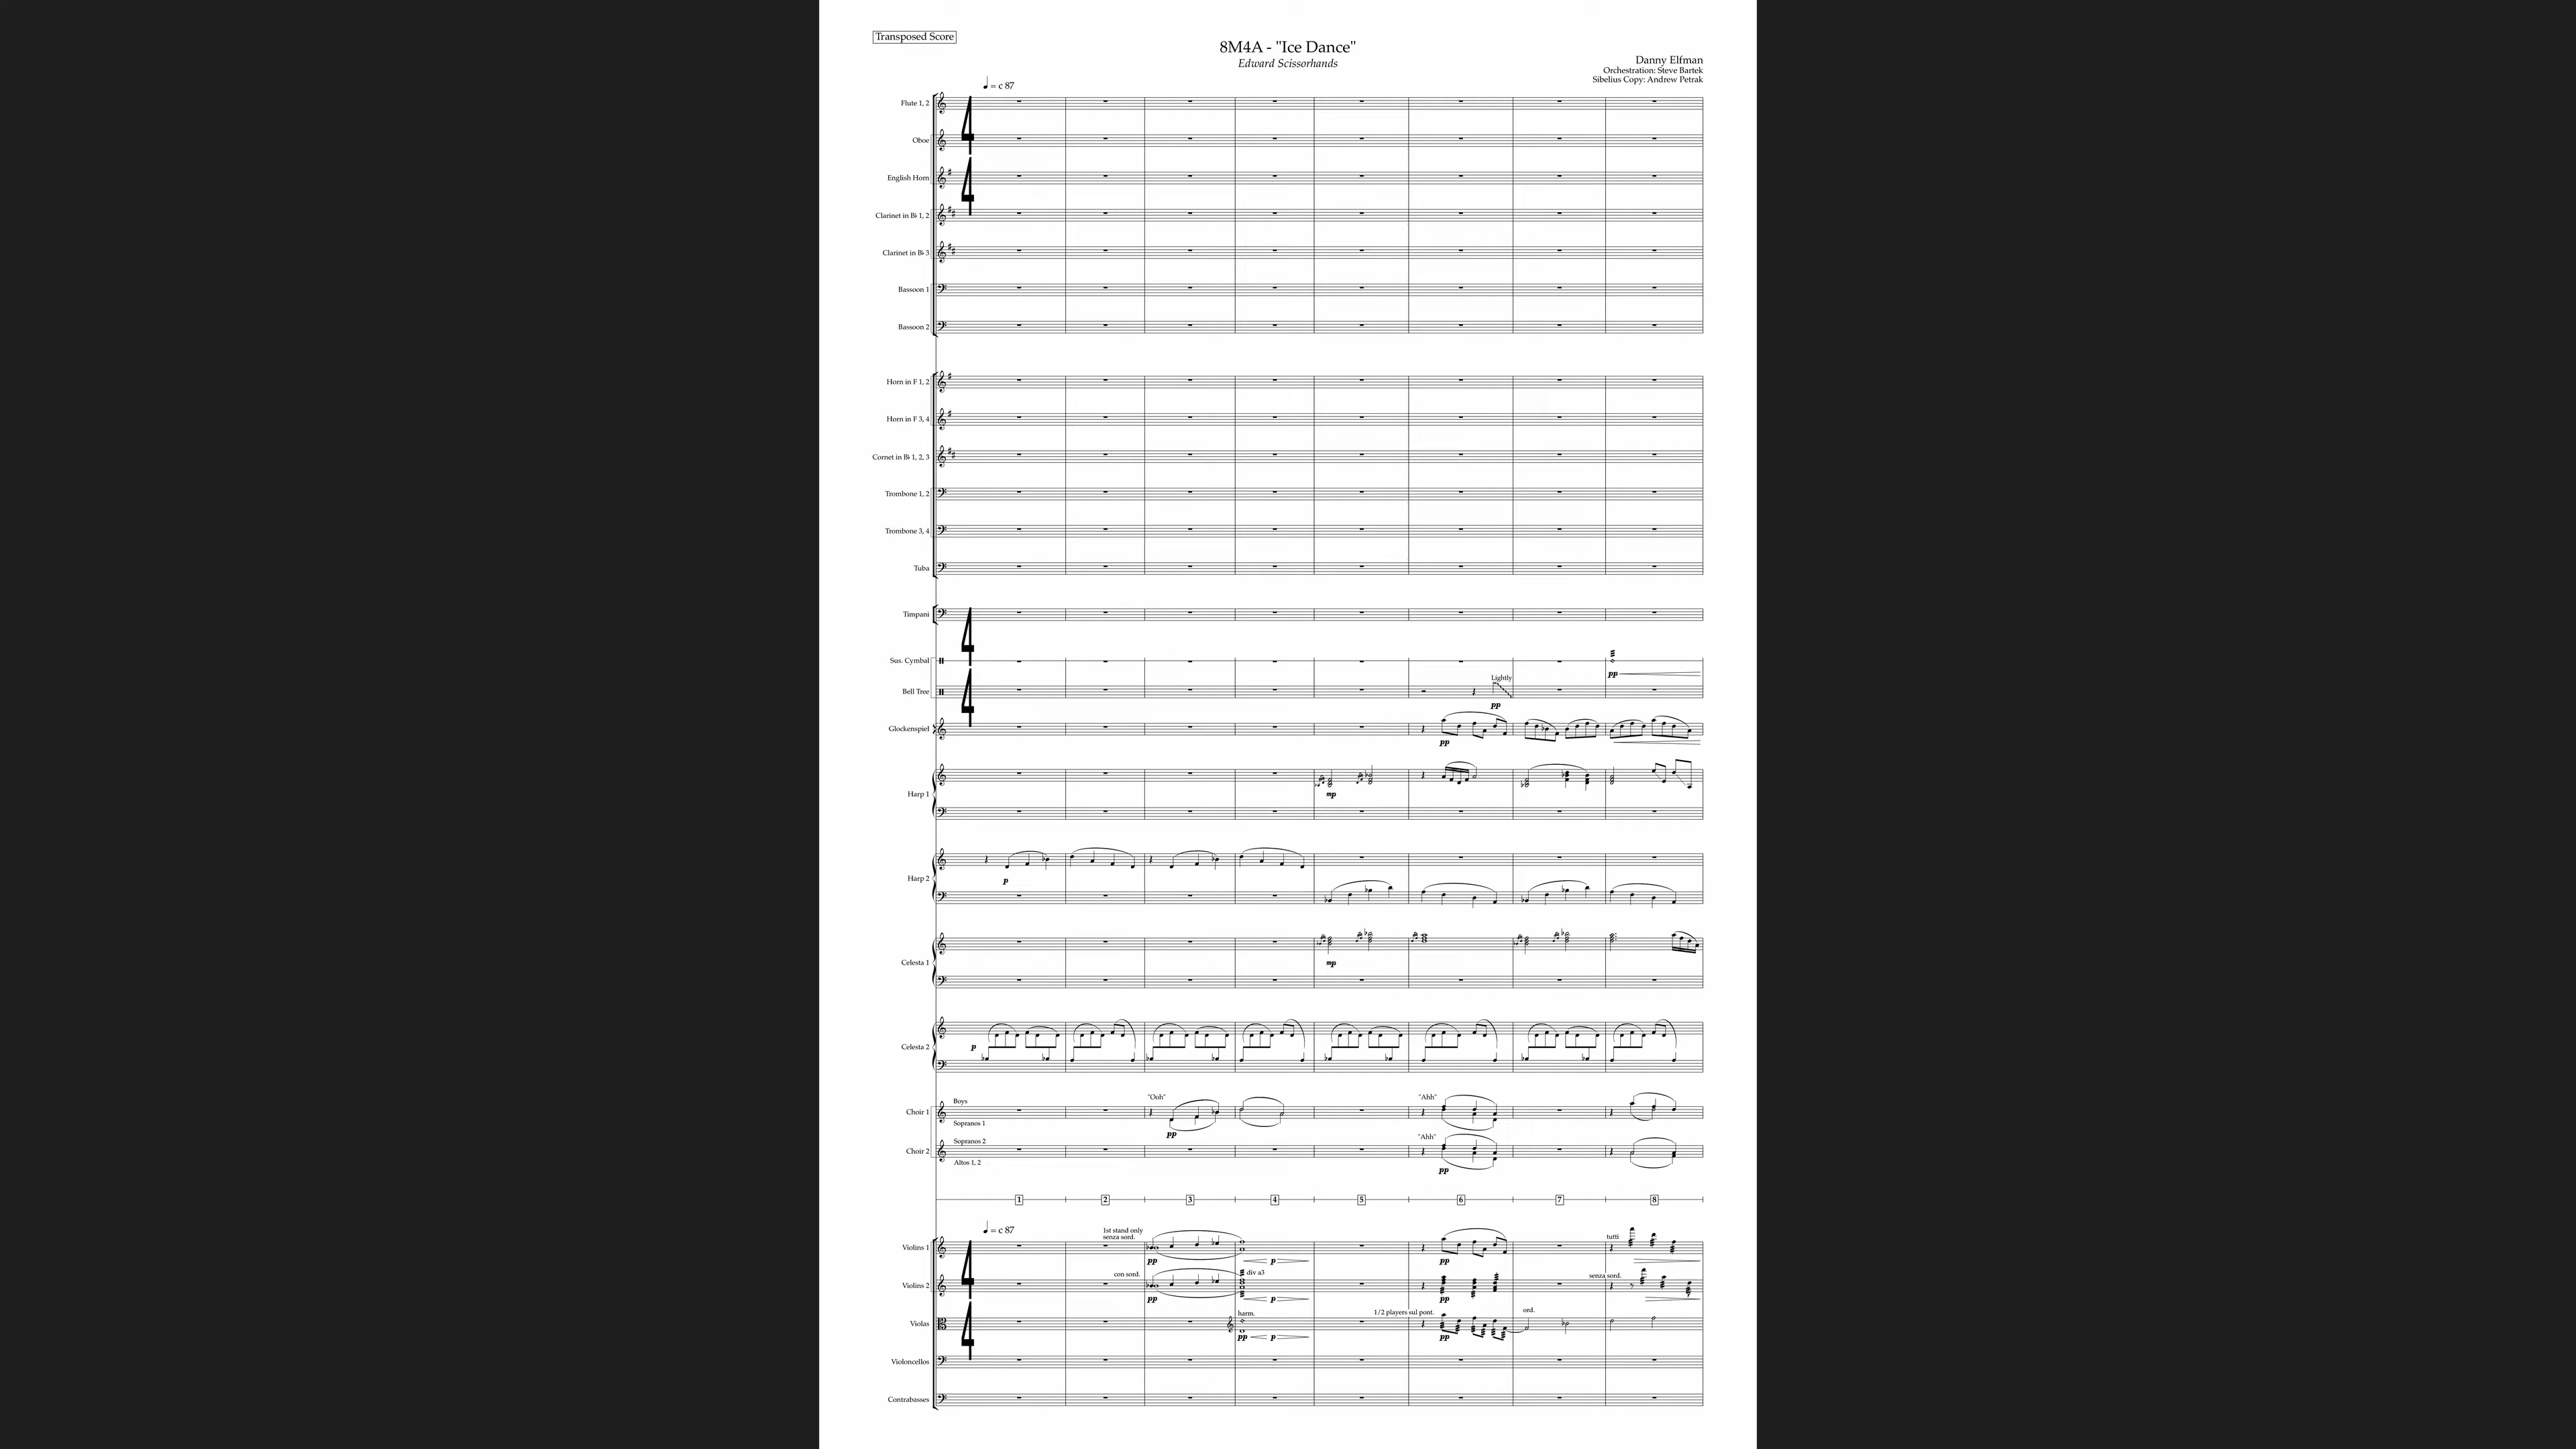 Transposed Score
8M4A - "Ice Dance"
Edward Scissorhands
Danny Elfman
Orchestration: Steve Bartek
Sibelius Copy: Andrew Petrak
♩ = c 87
Flute 1, 2
4
4
Oboe
English Horn
Clarinet in B♭ 1, 2
Clarinet in B♭ 3
Bassoon 1
Bassoon 2
Horn in F 1, 2
Horn in F 3, 4
Cornet in B♭ 1, 2, 3
Trombone 1, 2
Trombone 3, 4
Tuba
Timpani
4
4
Sus. Cymbal
pp
Bell Tree
Lightly
pp
Glockenspiel
pp
Harp 1
mp
Harp 2
p
Celesta 1
mp
Celesta 2
p
Choir 1
Boys
Sopranos 1
"Ooh"
pp
"Ahh"
Choir 2
Sopranos 2
Altos 1, 2
"Ahh"
pp
1 2 3 4 5 6 7 8
♩ = c 87
Violins 1
4
4
1st stand only
senza sord.
pp p pp
tutti
Violins 2
con sord.
div a3
senza sord.
pp p pp
Violas
harm.
1/2 players sul pont.
ord.
pp p pp
Violoncellos
Contrabasses